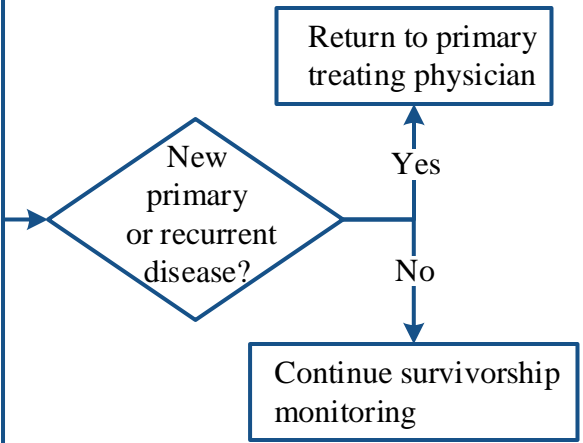 Return to primary
treating physician
Yes
New
primary
or recurrent
disease?
No
Continue survivorship
monitoring